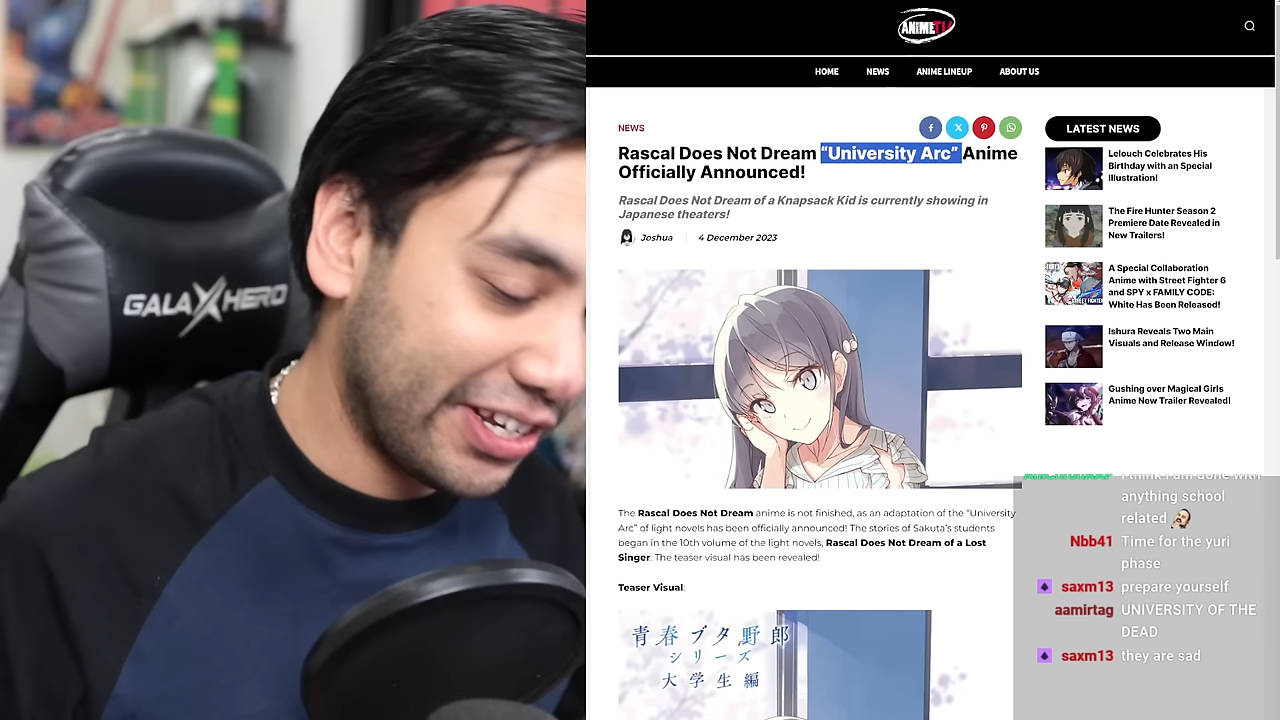 ANiMETV
HOME NEWS ANIME LINEUP ABOUT US
NEWS
Rascal Does Not Dream “University Arc” Anime
Officially Announced!
Rascal Does Not Dream of a Knapsack Kid is currently showing in
Japanese theaters!
Joshua 4 December 2023
The Rascal Does Not Dream anime is not finished, as an adaptation of the “University
Arc” of light novels has been officially announced! The stories of Sakuta’s students
began in the 10th volume of the light novels, Rascal Does Not Dream of a Lost
Singer. The teaser visual has been revealed!
Teaser Visual:
青春ブタ野郎
シリーズ
大学生編
LATEST NEWS
Lelouch Celebrates His
Birthday with an Special
Illustration!
The Fire Hunter Season 2
Premiere Date Revealed in
New Trailers!
A Special Collaboration
Anime with Street Fighter 6
and SPY x FAMILY CODE:
White Has Been Released!
Ishura Reveals Two Main
Visuals and Release Window!
Gushing over Magical Girls
Anime New Trailer Revealed!
I think I am done with
anything school
related
Nbb41 Time for the yuri
phase
saxm13 prepare yourself
aamirtag UNIVERSITY OF THE
DEAD
saxm13 they are sad
GALAXHERO